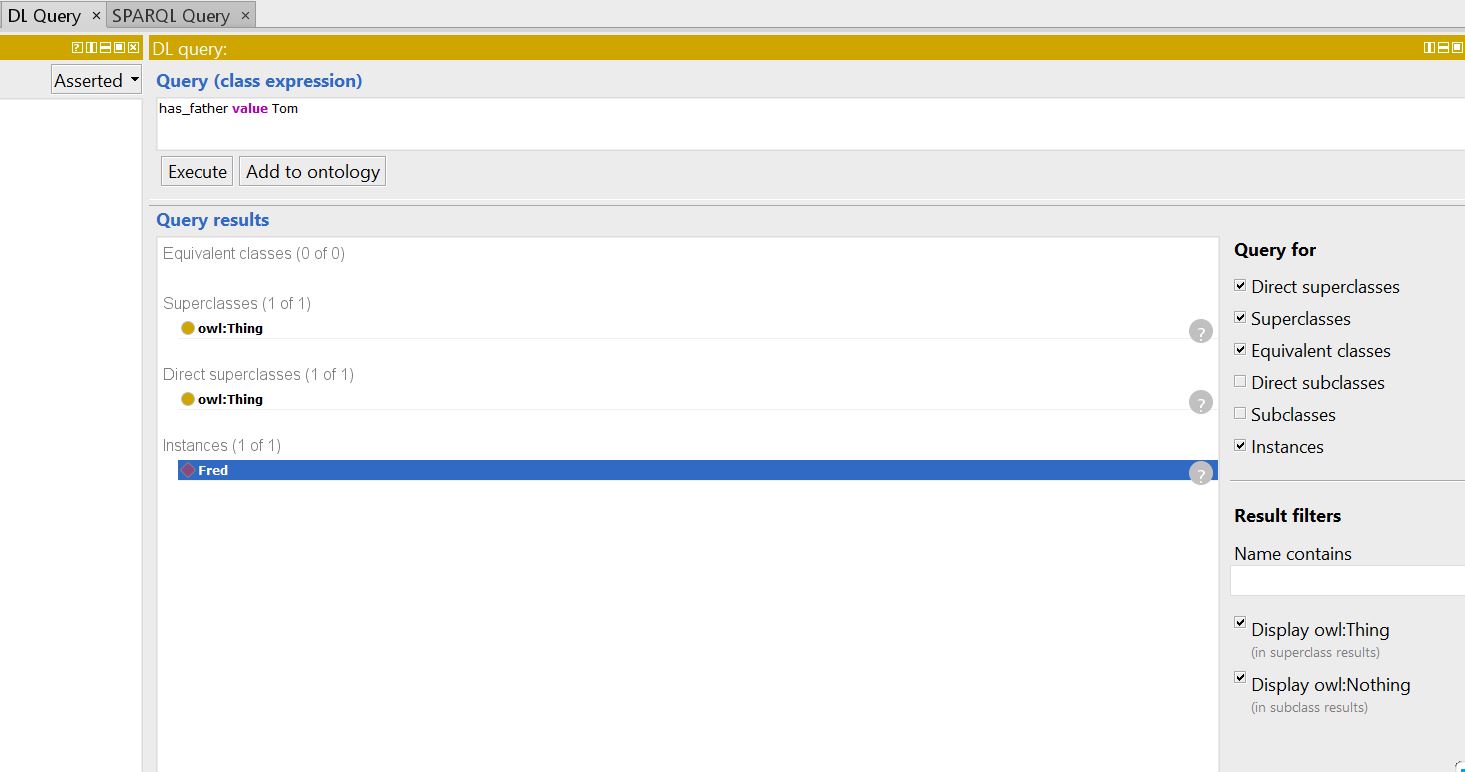 DL Query × SPARQL Query ×
DL query:
Asserted
Query (class expression)
has_father value Tom
Execute Add to ontology
Query results
Equivalent classes (0 of 0)
Superclasses (1 of 1)
owl:Thing ?
Direct superclasses (1 of 1)
owl:Thing ?
Instances (1 of 1)
Fred ?
Query for
Direct superclasses
Superclasses
Equivalent classes
Direct subclasses
Subclasses
Instances
Result filters
Name contains
Display owl:Thing
(in superclass results)
Display owl:Nothing
(in subclass results)